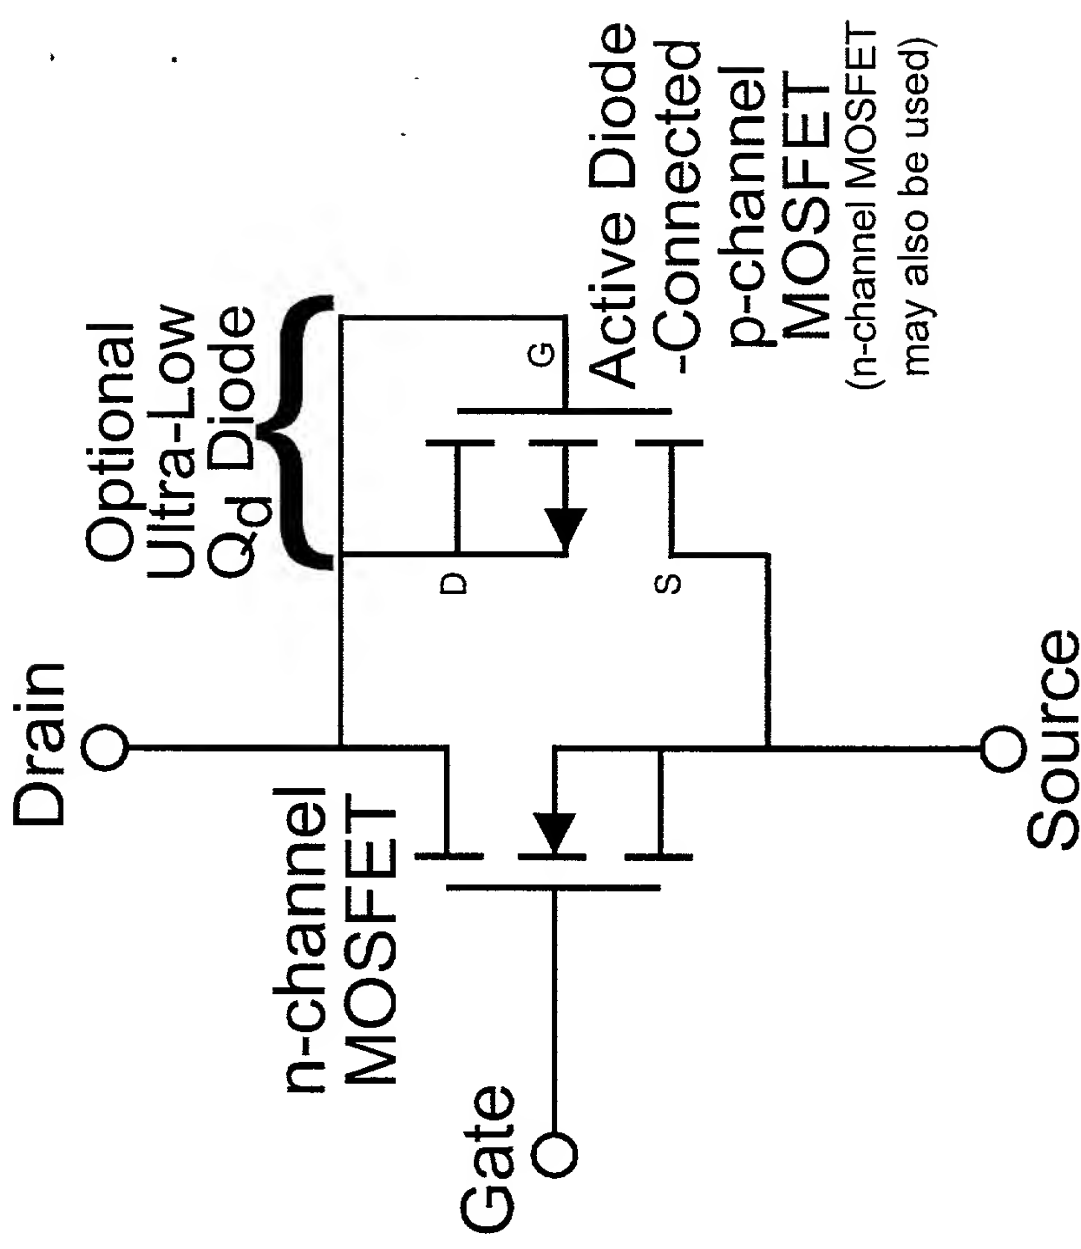 Drain
n-channel
MOSFET
Gate
Source
Optional
Ultra-Low
Qd Diode
D
G
S
Active Diode
-Connected
p-channel
MOSFET
(n-channel MOSFET
may also be used)